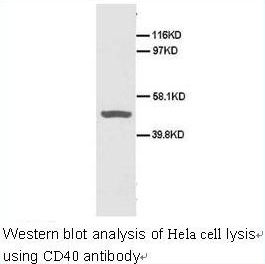 116KD
97KD
58.1KD
39.8KD
Western blot analysis of Hela cell lysis↵
using CD40 antibody↵